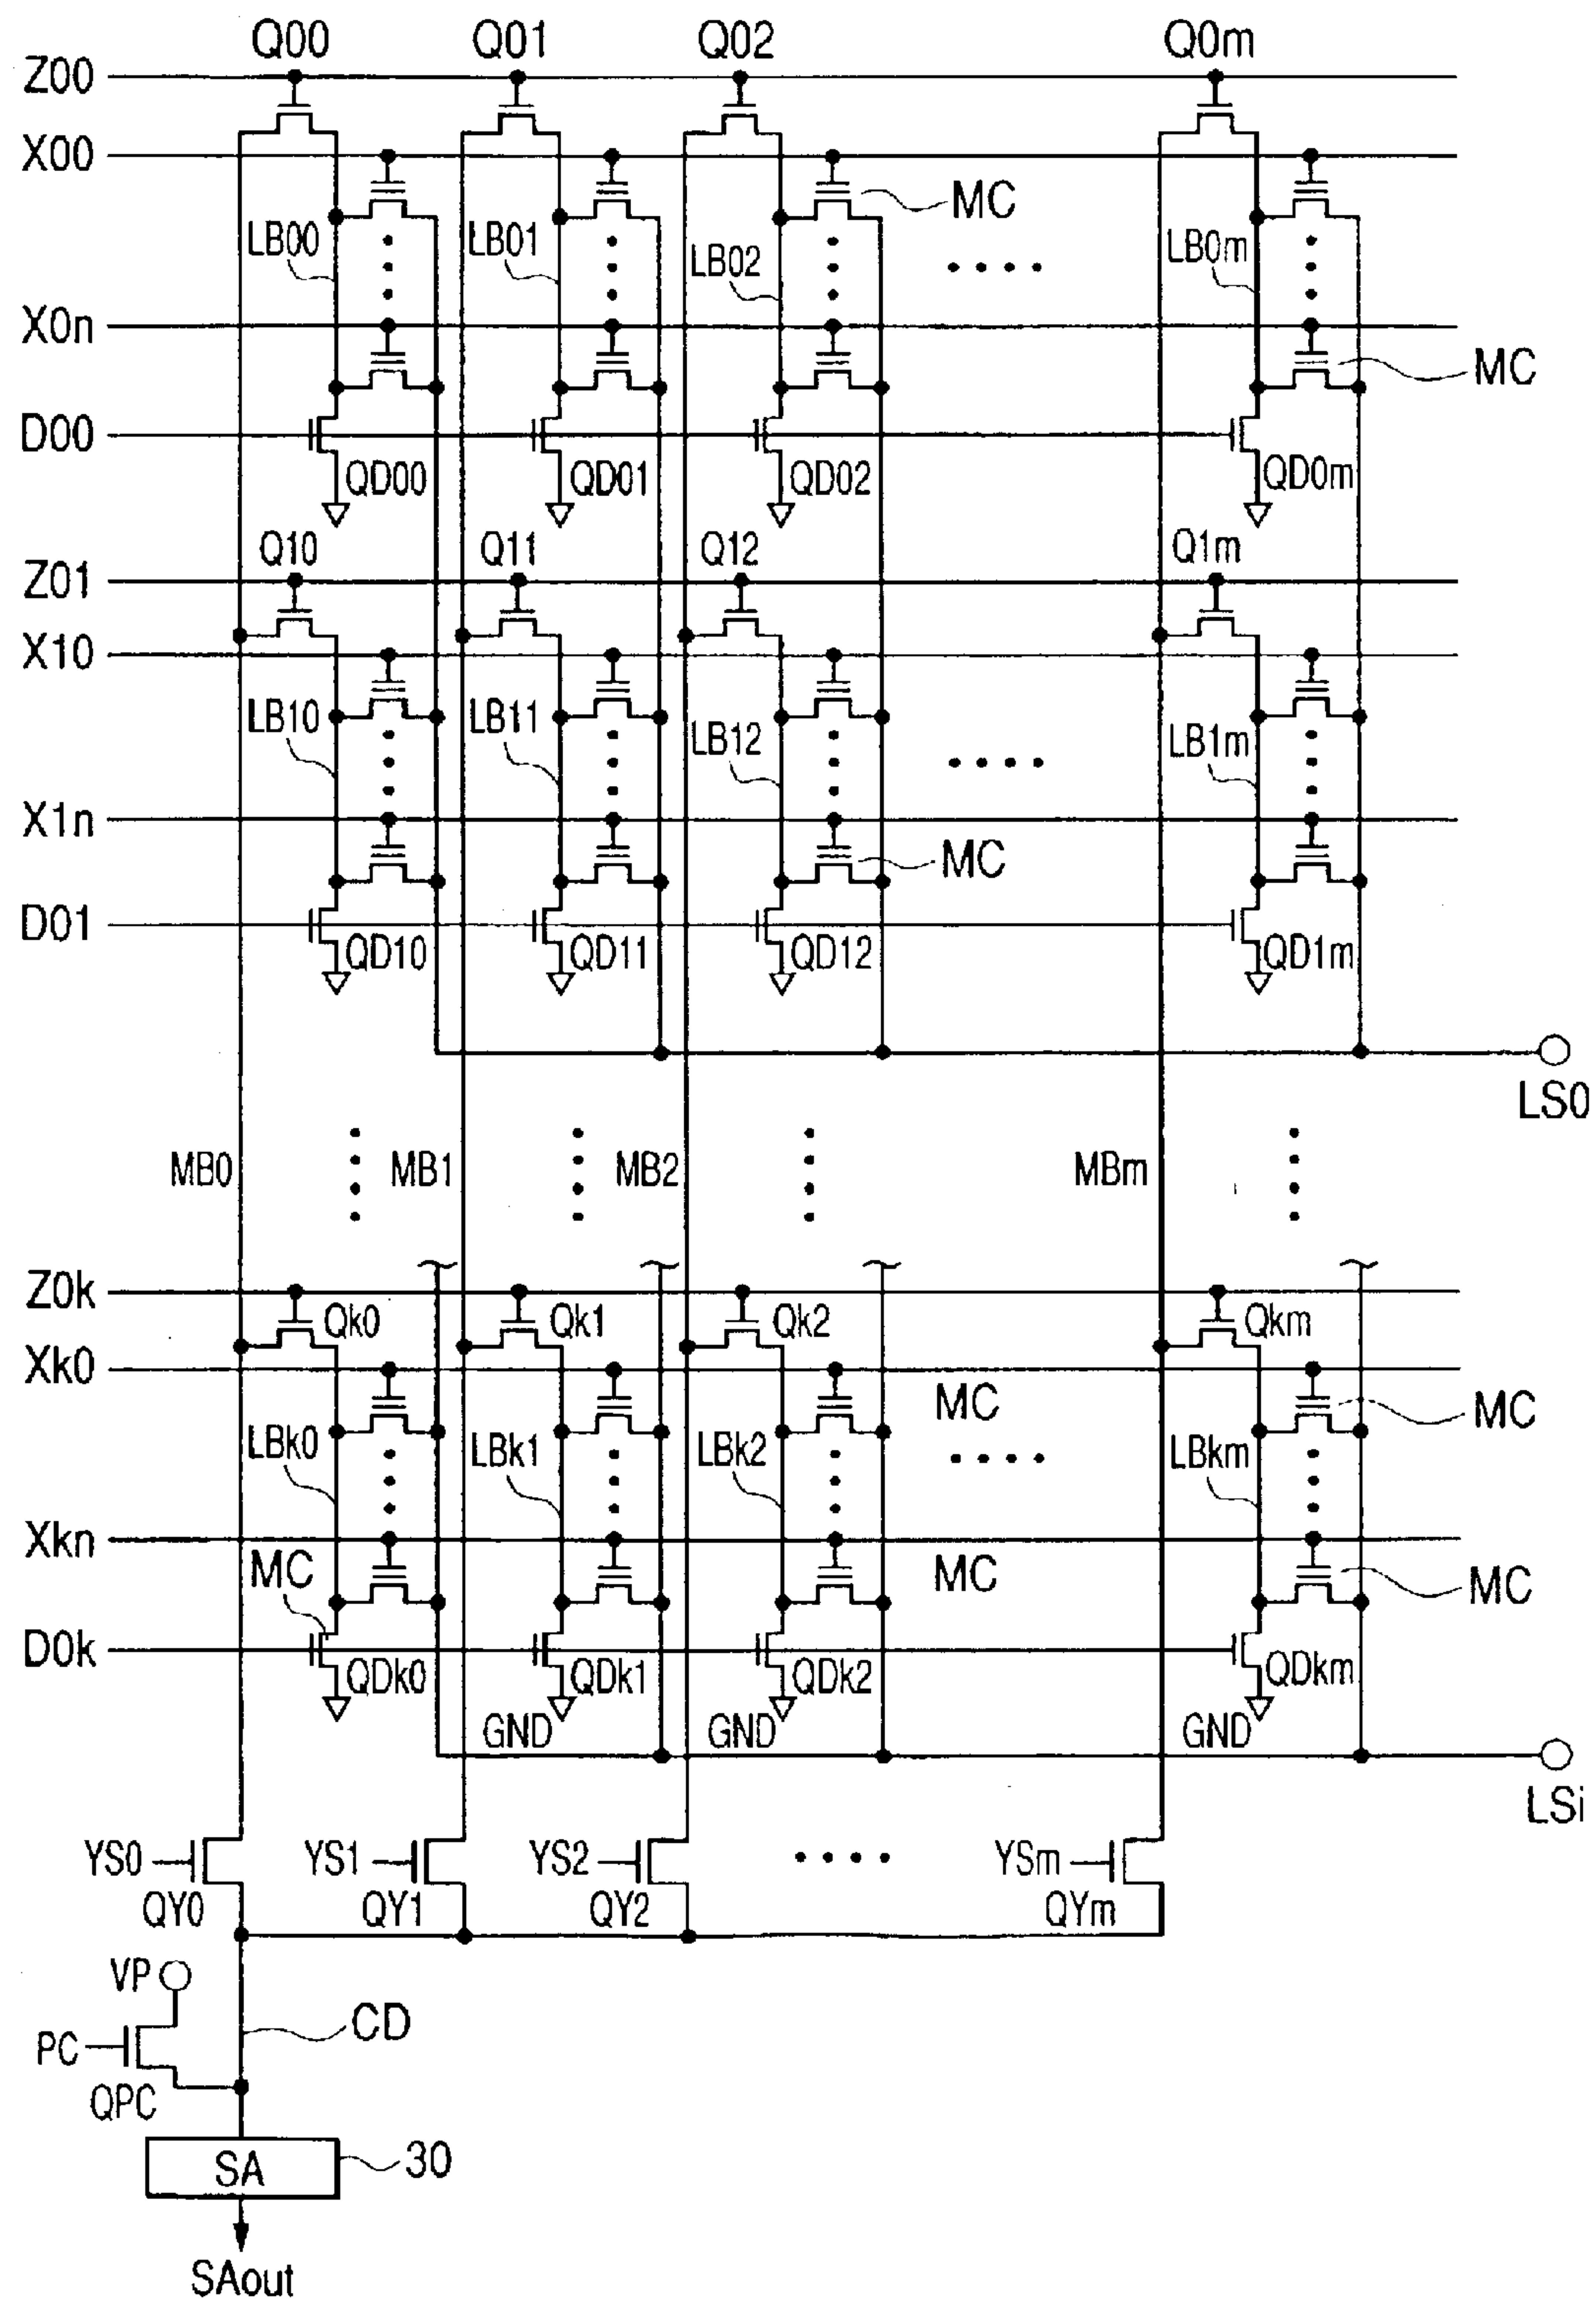 Q00 Q01 Q02 Q0m
Z00
X00
MC
LB00 LB01 LB02 LB0m
X0n
MC
D00
QD00 QD01 QD02 QD0m
Q10 Q11 Q12 Q1m
Z01
X10
LB10 LB11 LB12 LB1m
X1n
MC
D01
QD10 QD11 QD12 QD1m
LS0
MB0 MB1 MB2 MBm
Z0k
Qk0 Qk1 Qk2 Qkm
Xk0
MC MC
LBk0 LBk1 LBk2 LBkm
Xkn
MC MC MC
D0k
QDk0 QDk1 QDk2 QDkm
GND GND GND
LSi
YS0 YS1 YS2 YSm
QY0 QY1 QY2 QYm
VP
CD
PC
QPC
SA 30
SAout